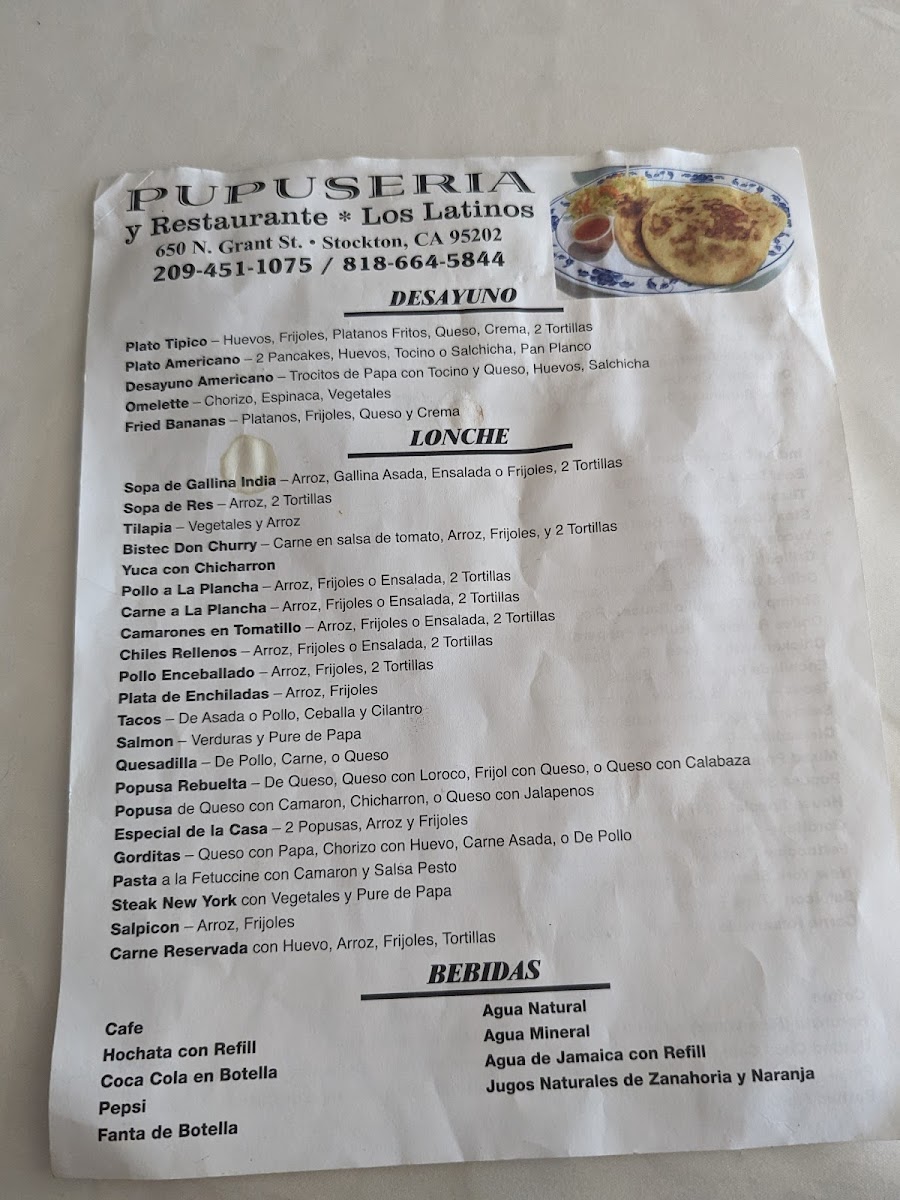 PUPUSERIA
y Restaurante * Los Latinos
650 N. Grant St. • Stockton, CA 95202
209-451-1075 / 818-664-5844
DESAYUNO
Plato Tipico – Huevos, Frijoles, Platanos Fritos, Queso, Crema, 2 Tortillas
Plato Americano – 2 Pancakes, Huevos, Tocino o Salchicha, Pan Planco
Desayuno Americano – Trocitos de Papa con Tocino y Queso, Huevos, Salchicha
Omelette – Chorizo, Espinaca, Vegetales
Fried Bananas – Platanos, Frijoles, Queso y Crema
LONCHE
Sopa de Gallina India – Arroz, Gallina Asada, Ensalada o Frijoles, 2 Tortillas
Sopa de Res – Arroz, 2 Tortillas
Tilapia – Vegetales y Arroz
Bistec Don Churry – Carne en salsa de tomato, Arroz, Frijoles, y 2 Tortillas
Yuca con Chicharron
Pollo a La Plancha – Arroz, Frijoles o Ensalada, 2 Tortillas
Carne a La Plancha – Arroz, Frijoles o Ensalada, 2 Tortillas
Camarones en Tomatillo – Arroz, Frijoles o Ensalada, 2 Tortillas
Chiles Rellenos – Arroz, Frijoles o Ensalada, 2 Tortillas
Pollo Enceballado – Arroz, Frijoles, 2 Tortillas
Plata de Enchiladas – Arroz, Frijoles
Tacos – De Asada o Pollo, Ceballa y Cilantro
Salmon – Verduras y Pure de Papa
Quesadilla – De Pollo, Carne, o Queso
Popusa Rebuelta – De Queso, Queso con Loroco, Frijol con Queso, o Queso con Calabaza
Popusa de Queso con Camaron, Chicharron, o Queso con Jalapenos
Especial de la Casa – 2 Popusas, Arroz y Frijoles
Gorditas – Queso con Papa, Chorizo con Huevo, Carne Asada, o De Pollo
Pasta a la Fetuccine con Camaron y Salsa Pesto
Steak New York con Vegetales y Pure de Papa
Salpicon – Arroz, Frijoles
Carne Reservada con Huevo, Arroz, Frijoles, Tortillas
BEBIDAS
Cafe
Hochata con Refill
Coca Cola en Botella
Pepsi
Fanta de Botella
Agua Natural
Agua Mineral
Agua de Jamaica con Refill
Jugos Naturales de Zanahoria y Naranja